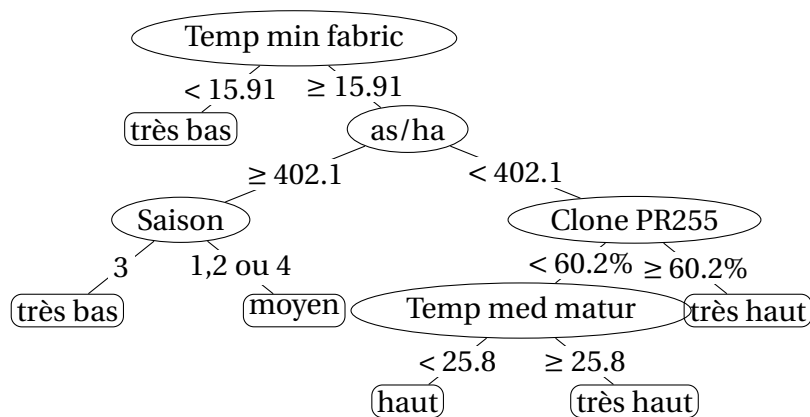 Temp min fabric
< 15.91 ≥ 15.91
très bas as/ha
≥ 402.1 < 402.1
Saison Clone PR255
3 1,2 ou 4 < 60.2% ≥ 60.2%
très bas moyen Temp med matur très haut
< 25.8 ≥ 25.8
haut très haut